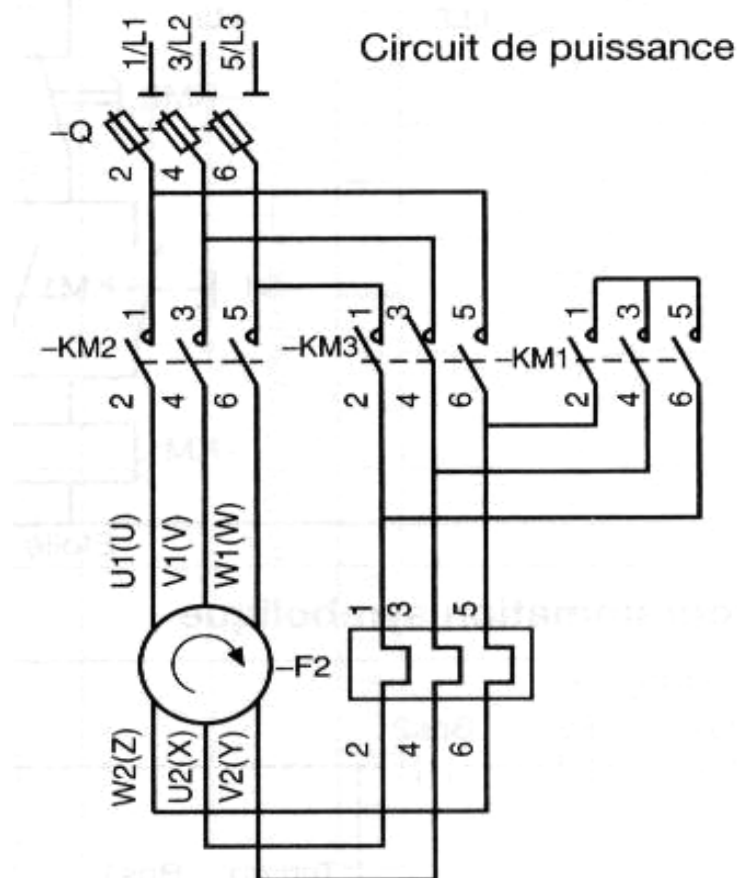 1/L1 3/L2 5/L3
Circuit de puissance
–Q
2 4 6
1 3 5
–KM2
2 4 6
1 3 5
–KM3
2 4 6
1 3 5
–KM1
2 4 6
U1(U) V1(V) W1(W)
1 3 5
–F2
2 4 6
W2(Z) U2(X) V2(Y)